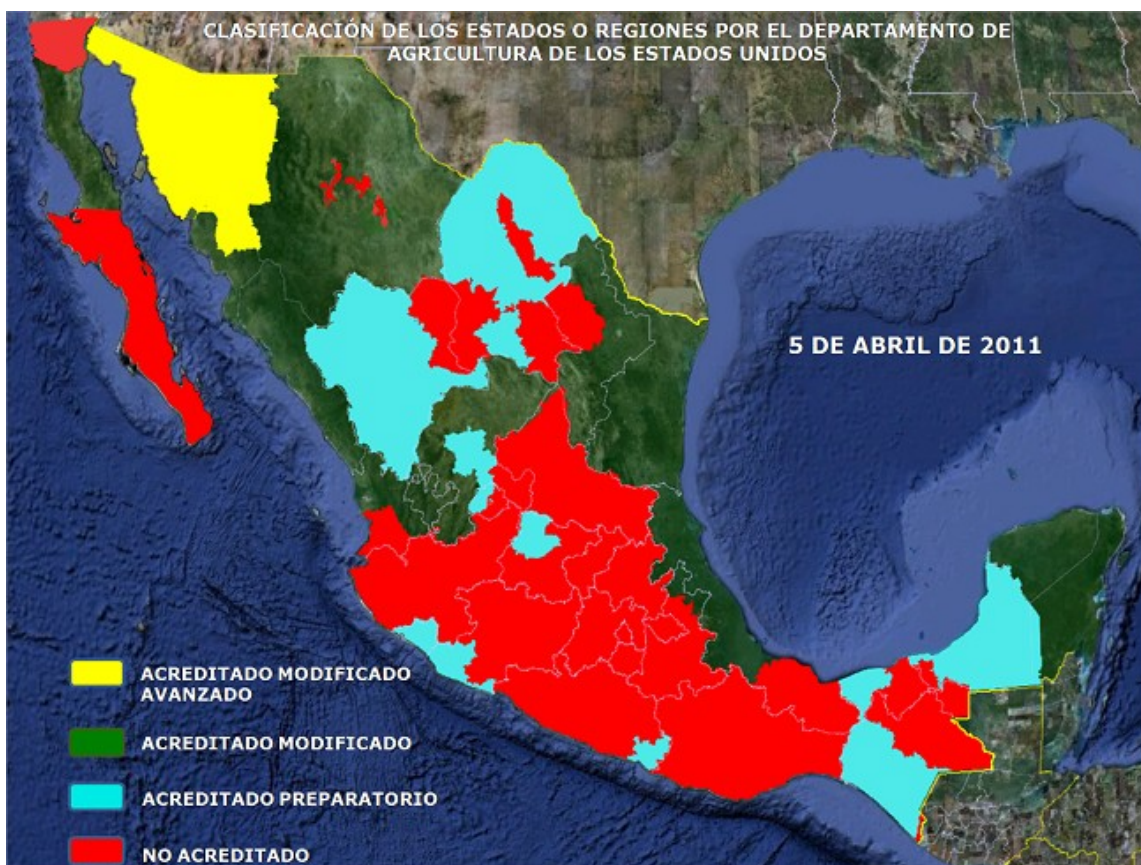 CLASIFICACIÓN DE LOS ESTADOS O REGIONES POR EL DEPARTAMENTO DE
AGRICULTURA DE LOS ESTADOS UNIDOS
5 DE ABRIL DE 2011
ACREDITADO MODIFICADO
AVANZADO
ACREDITADO MODIFICADO
ACREDITADO PREPARATORIO
NO ACREDITADO